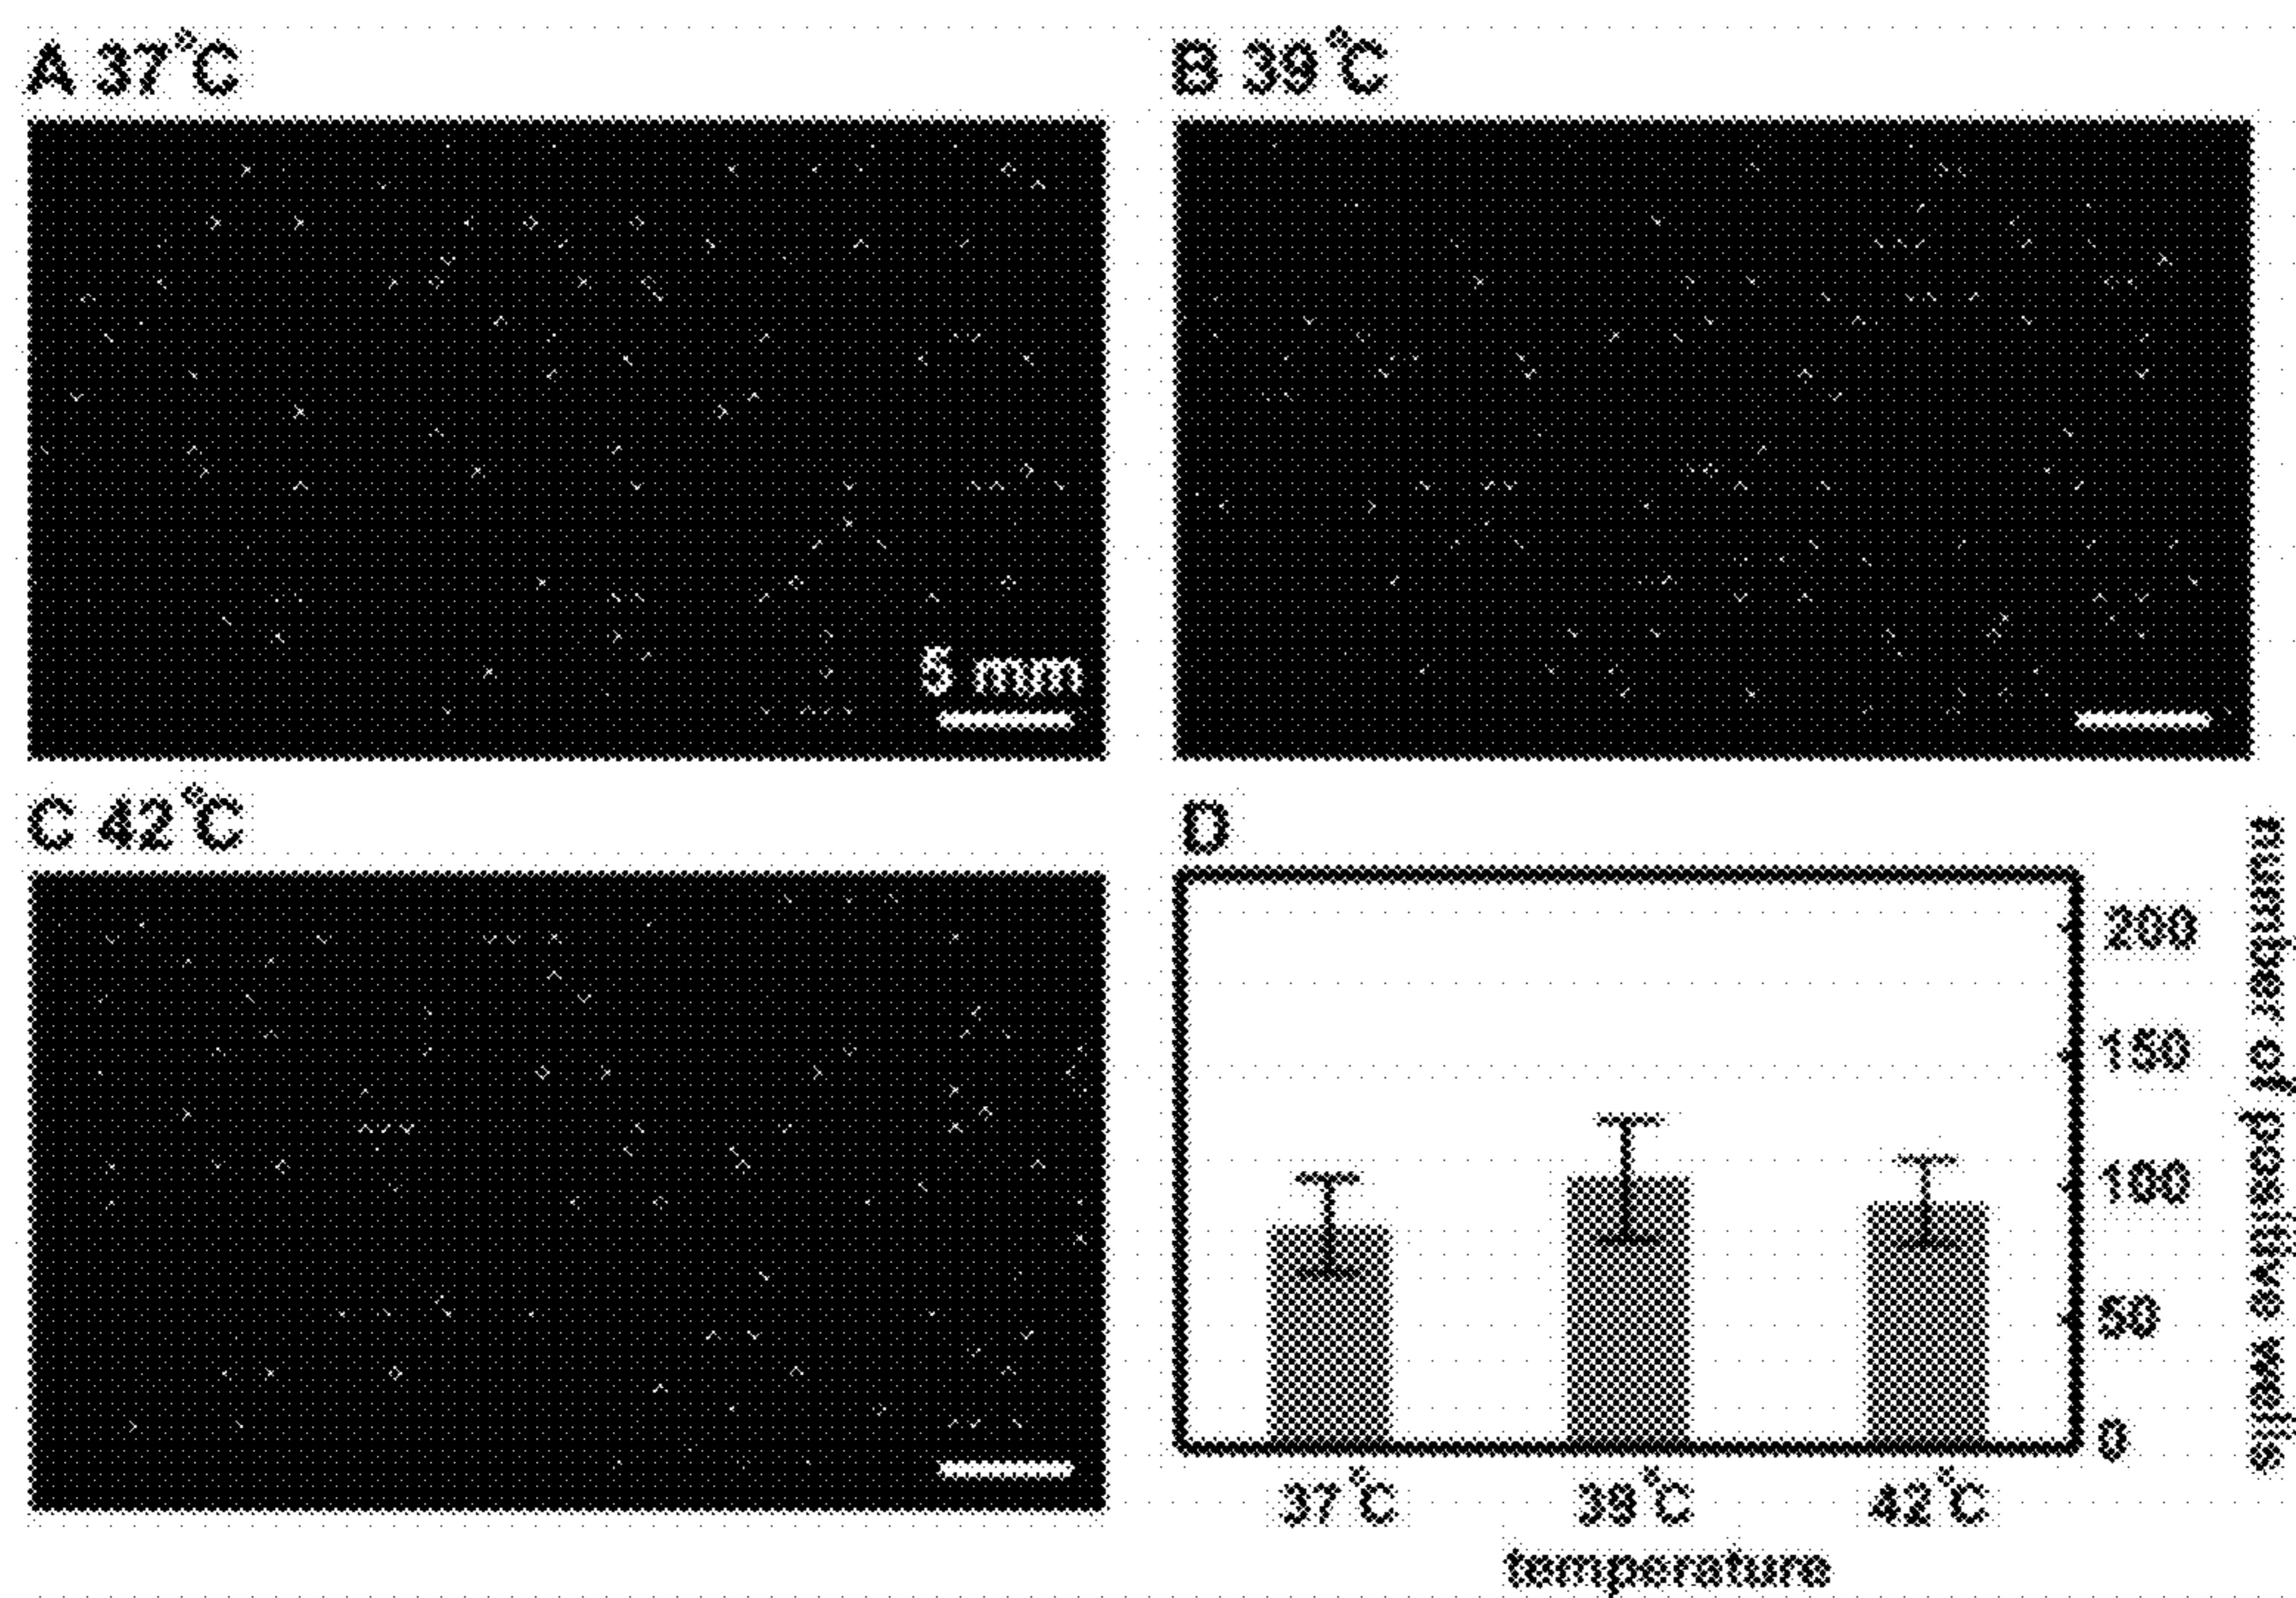 A 37°C
B 39°C
5 mm
C 42°C
D
200
150
100
50
0
number of positive wells
37°C 39°C 42°C
temperature